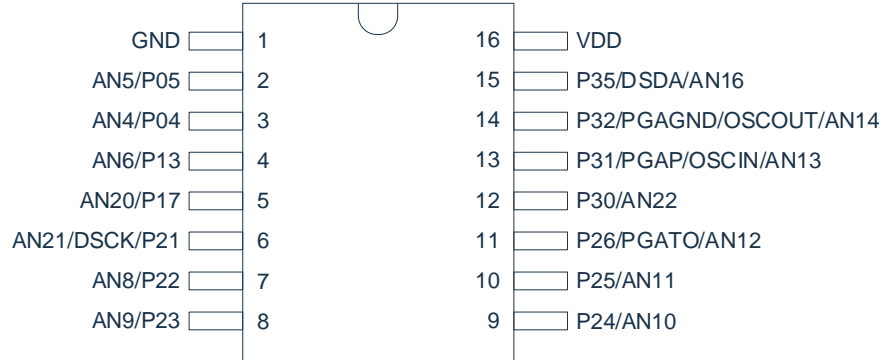 GND 1 16 VDD
AN5/P05 2 15 P35/DSDA/AN16
AN4/P04 3 14 P32/PGAGND/OSCOUT/AN14
AN6/P13 4 13 P31/PGAP/OSCIN/AN13
AN20/P17 5 12 P30/AN22
AN21/DSCK/P21 6 11 P26/PGATO/AN12
AN8/P22 7 10 P25/AN11
AN9/P23 8 9 P24/AN10